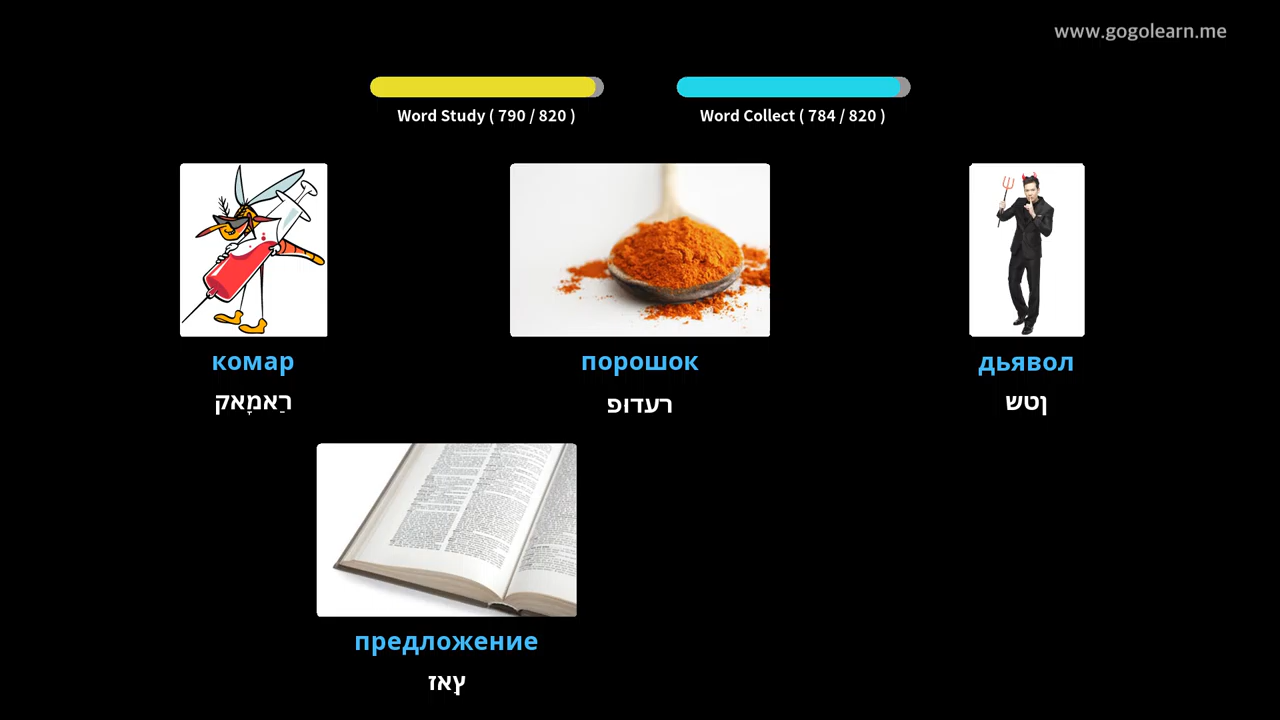 www.gogolearn.me
Word Study ( 790 / 820 )
Word Collect ( 784 / 820 )
комар
порошок
дьявол
רַאמָאק
רעדופ
ןטש
предложение
ץַאז